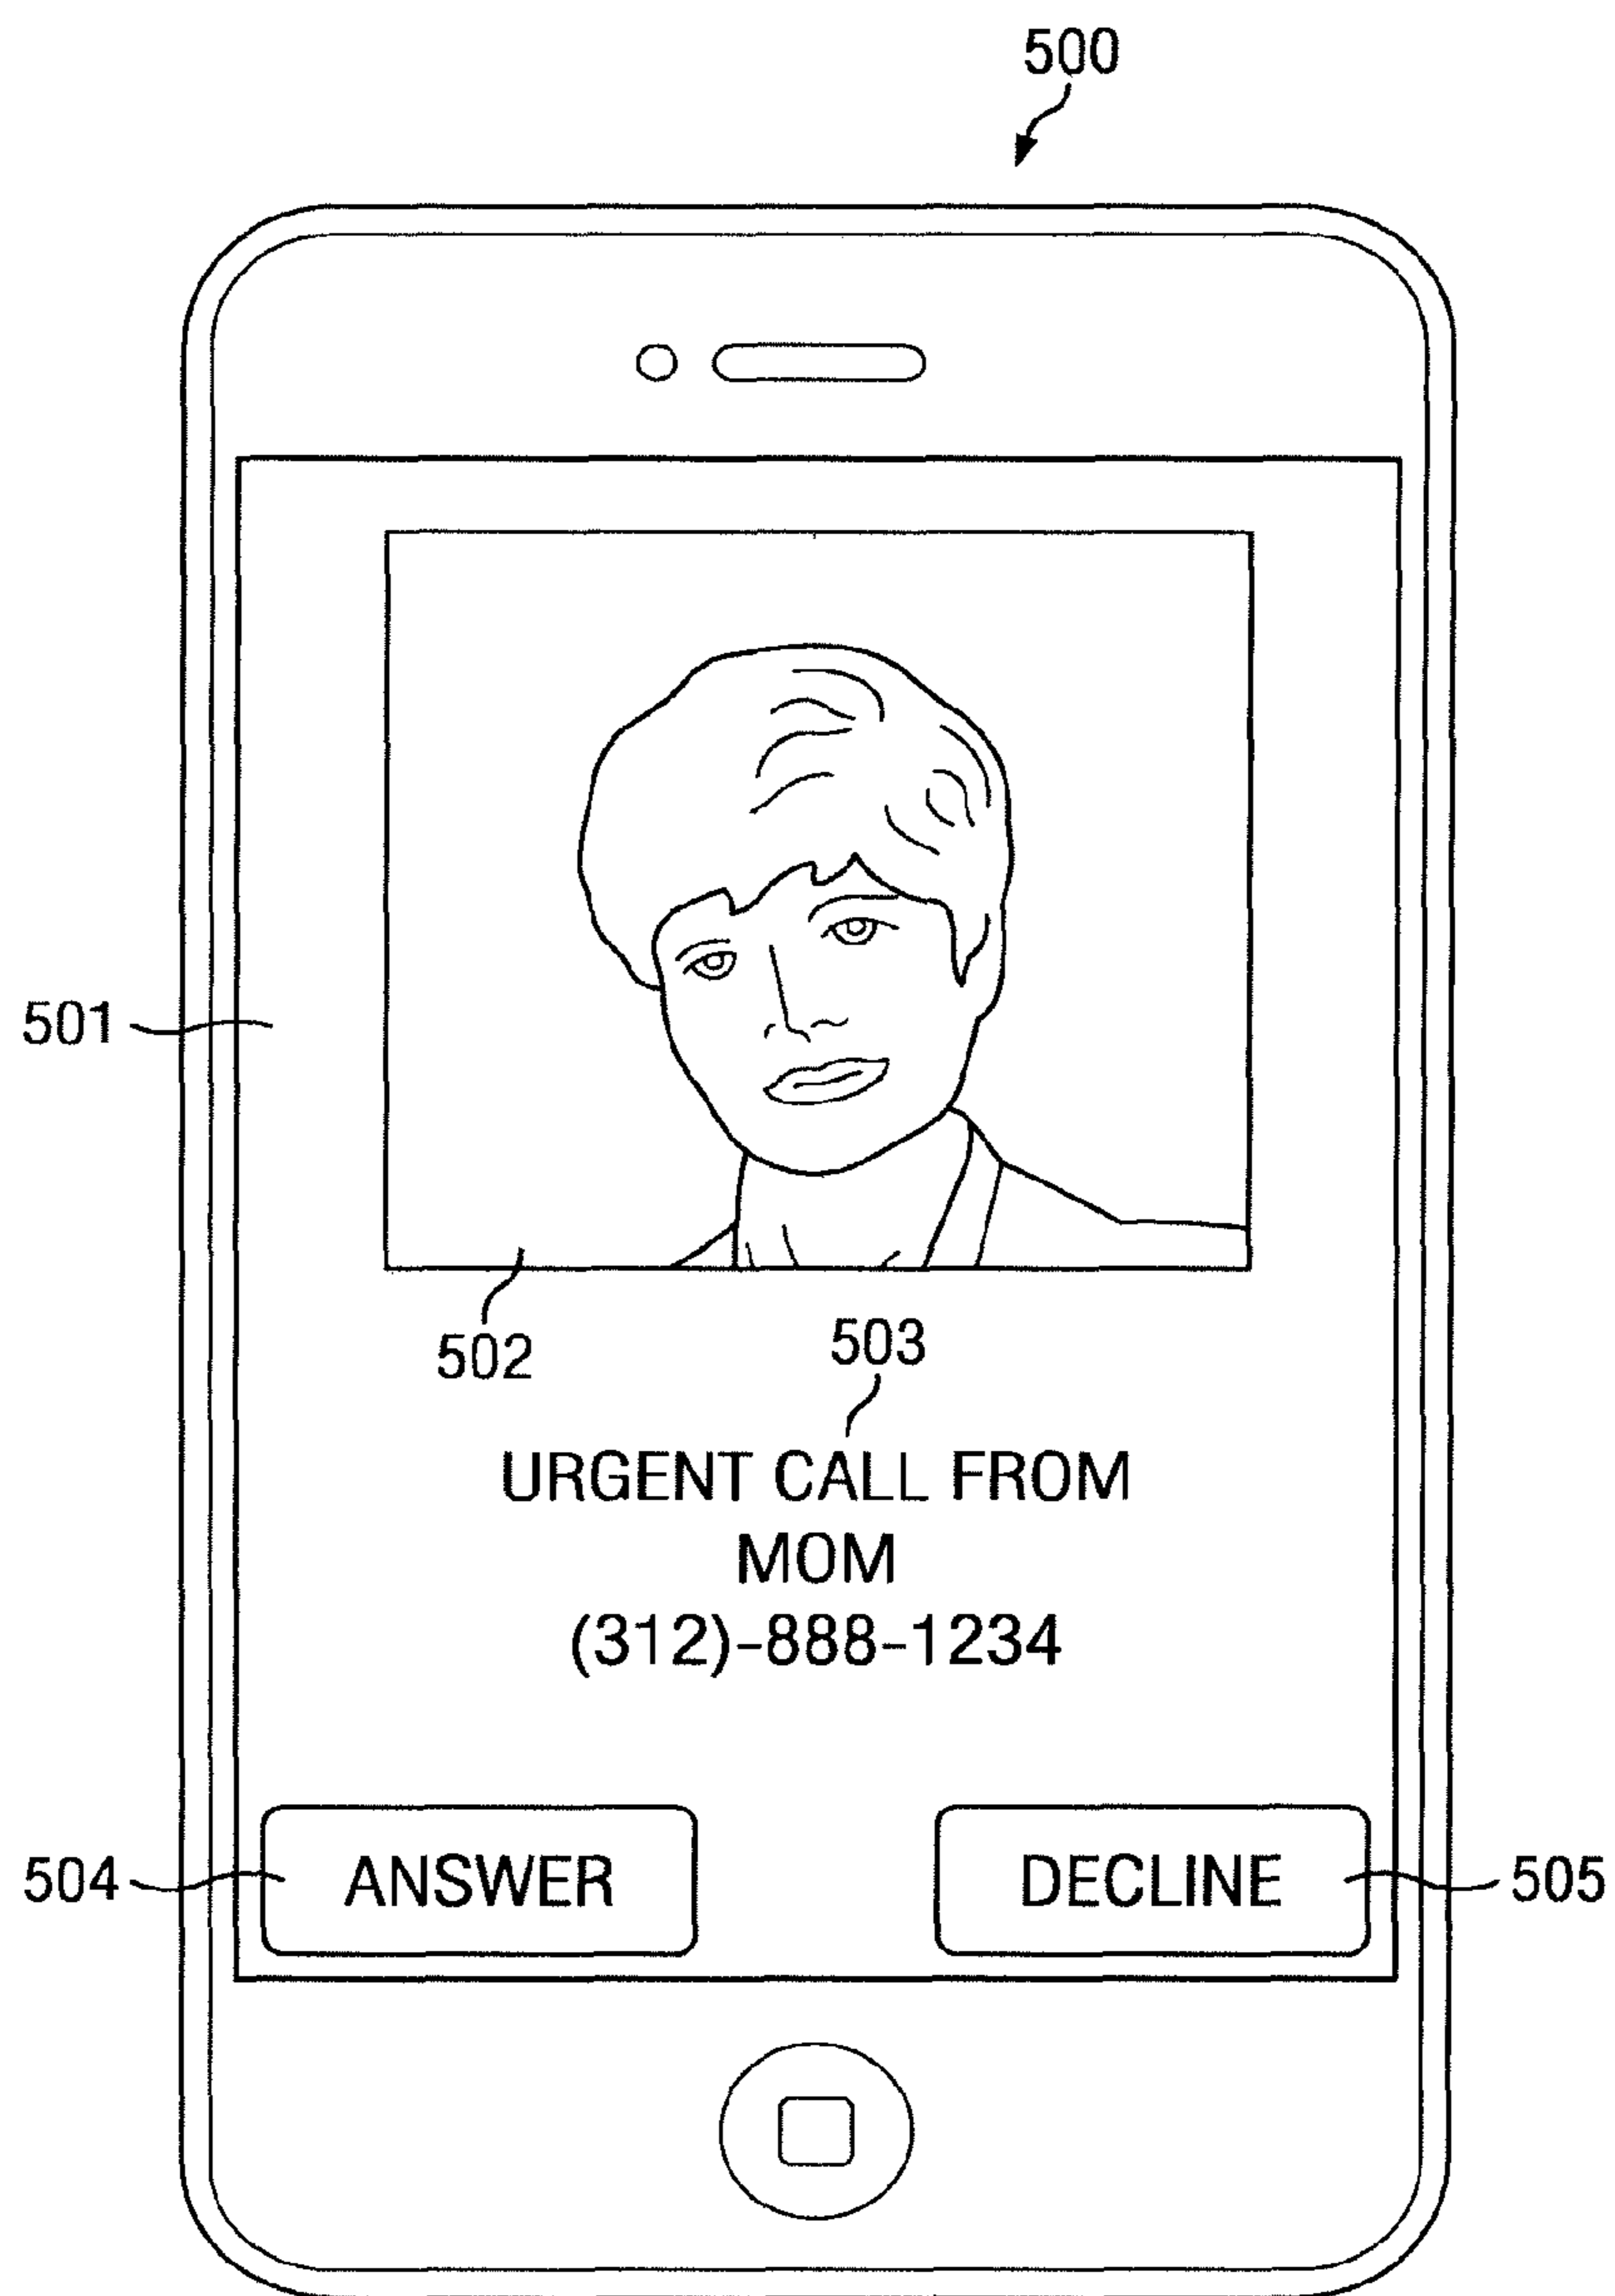 500
501
502
503
URGENT CALL FROM
MOM
(312)-888-1234
504
ANSWER
DECLINE
505